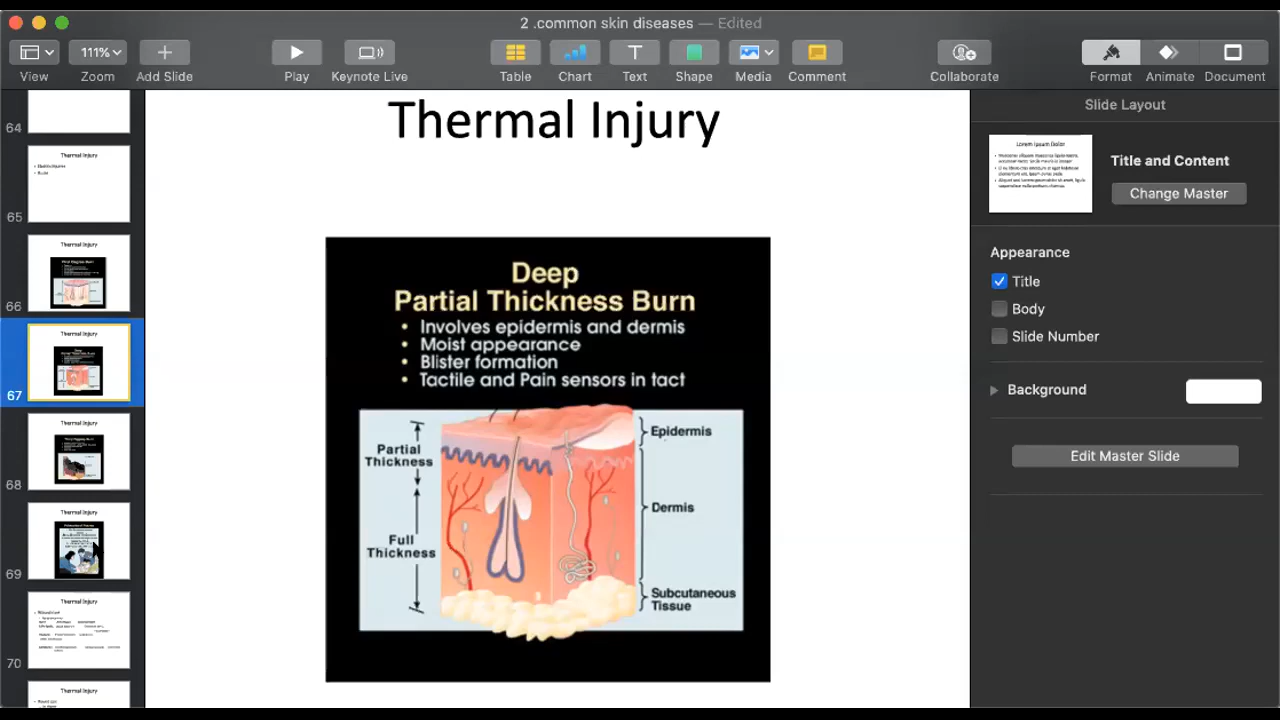 2 .common skin diseases — Edited
111%
View
Zoom
Add Slide
Play
Keynote Live
Table
Chart
Text
Shape
Media
Comment
Collaborate
Format
Animate
Document
64
Thermal Injury
65
Thermal Injury
66
Thermal Injury
67
Thermal Injury
68
Thermal Injury
69
Thermal Injury
70
Thermal Injury
Thermal Injury
Deep
Partial Thickness Burn
• Involves epidermis and dermis
• Moist appearance
• Blister formation
• Tactile and Pain sensors in tact
Partial
Thickness
Full
Thickness
Epidermis
Dermis
Subcutaneous
Tissue
Slide Layout
Lorem Ipsum Dolor
Title and Content
Change Master
Appearance
Title
Body
Slide Number
Background
Edit Master Slide